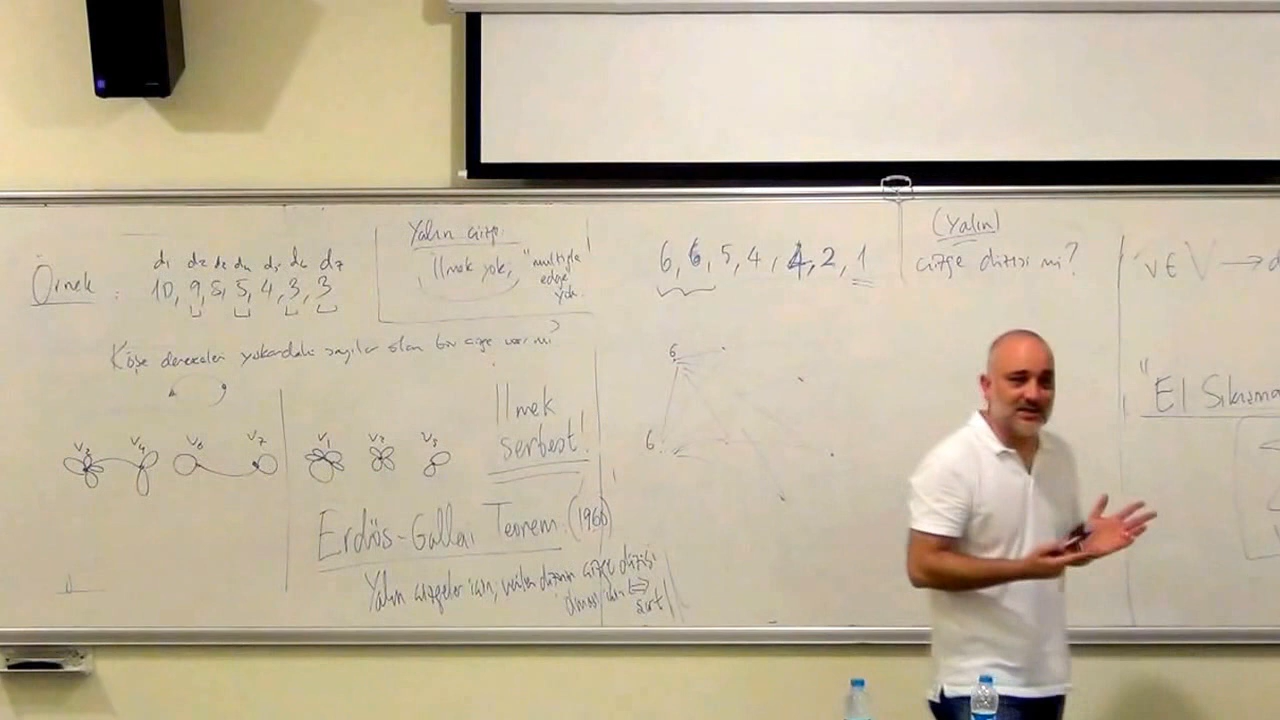 Örnek :
d₁ d₂ d₃ d₄ d₅ d₆ d₇
10, 9, 5, 5, 4, 3, 3
Köşe dereceleri yukardaki sayılar olan bir çizge var mı?
v₂ v₄ v₆ v₇
v₁ v₂ v₅
Yalın çizge
İlmek yok, "multiple
edge
yok
İlmek
serbest!
Erdös-Gallai Teorem (1960)
Yalın çizgeler için, verilen dizinin çizge dizisi
olması için ⇔
şart
6, 6, 5, 4, 4, 2, 1
6
6
(Yalın)
çizge dizisi mi?
v ∈ V → d
"El Sıkışma